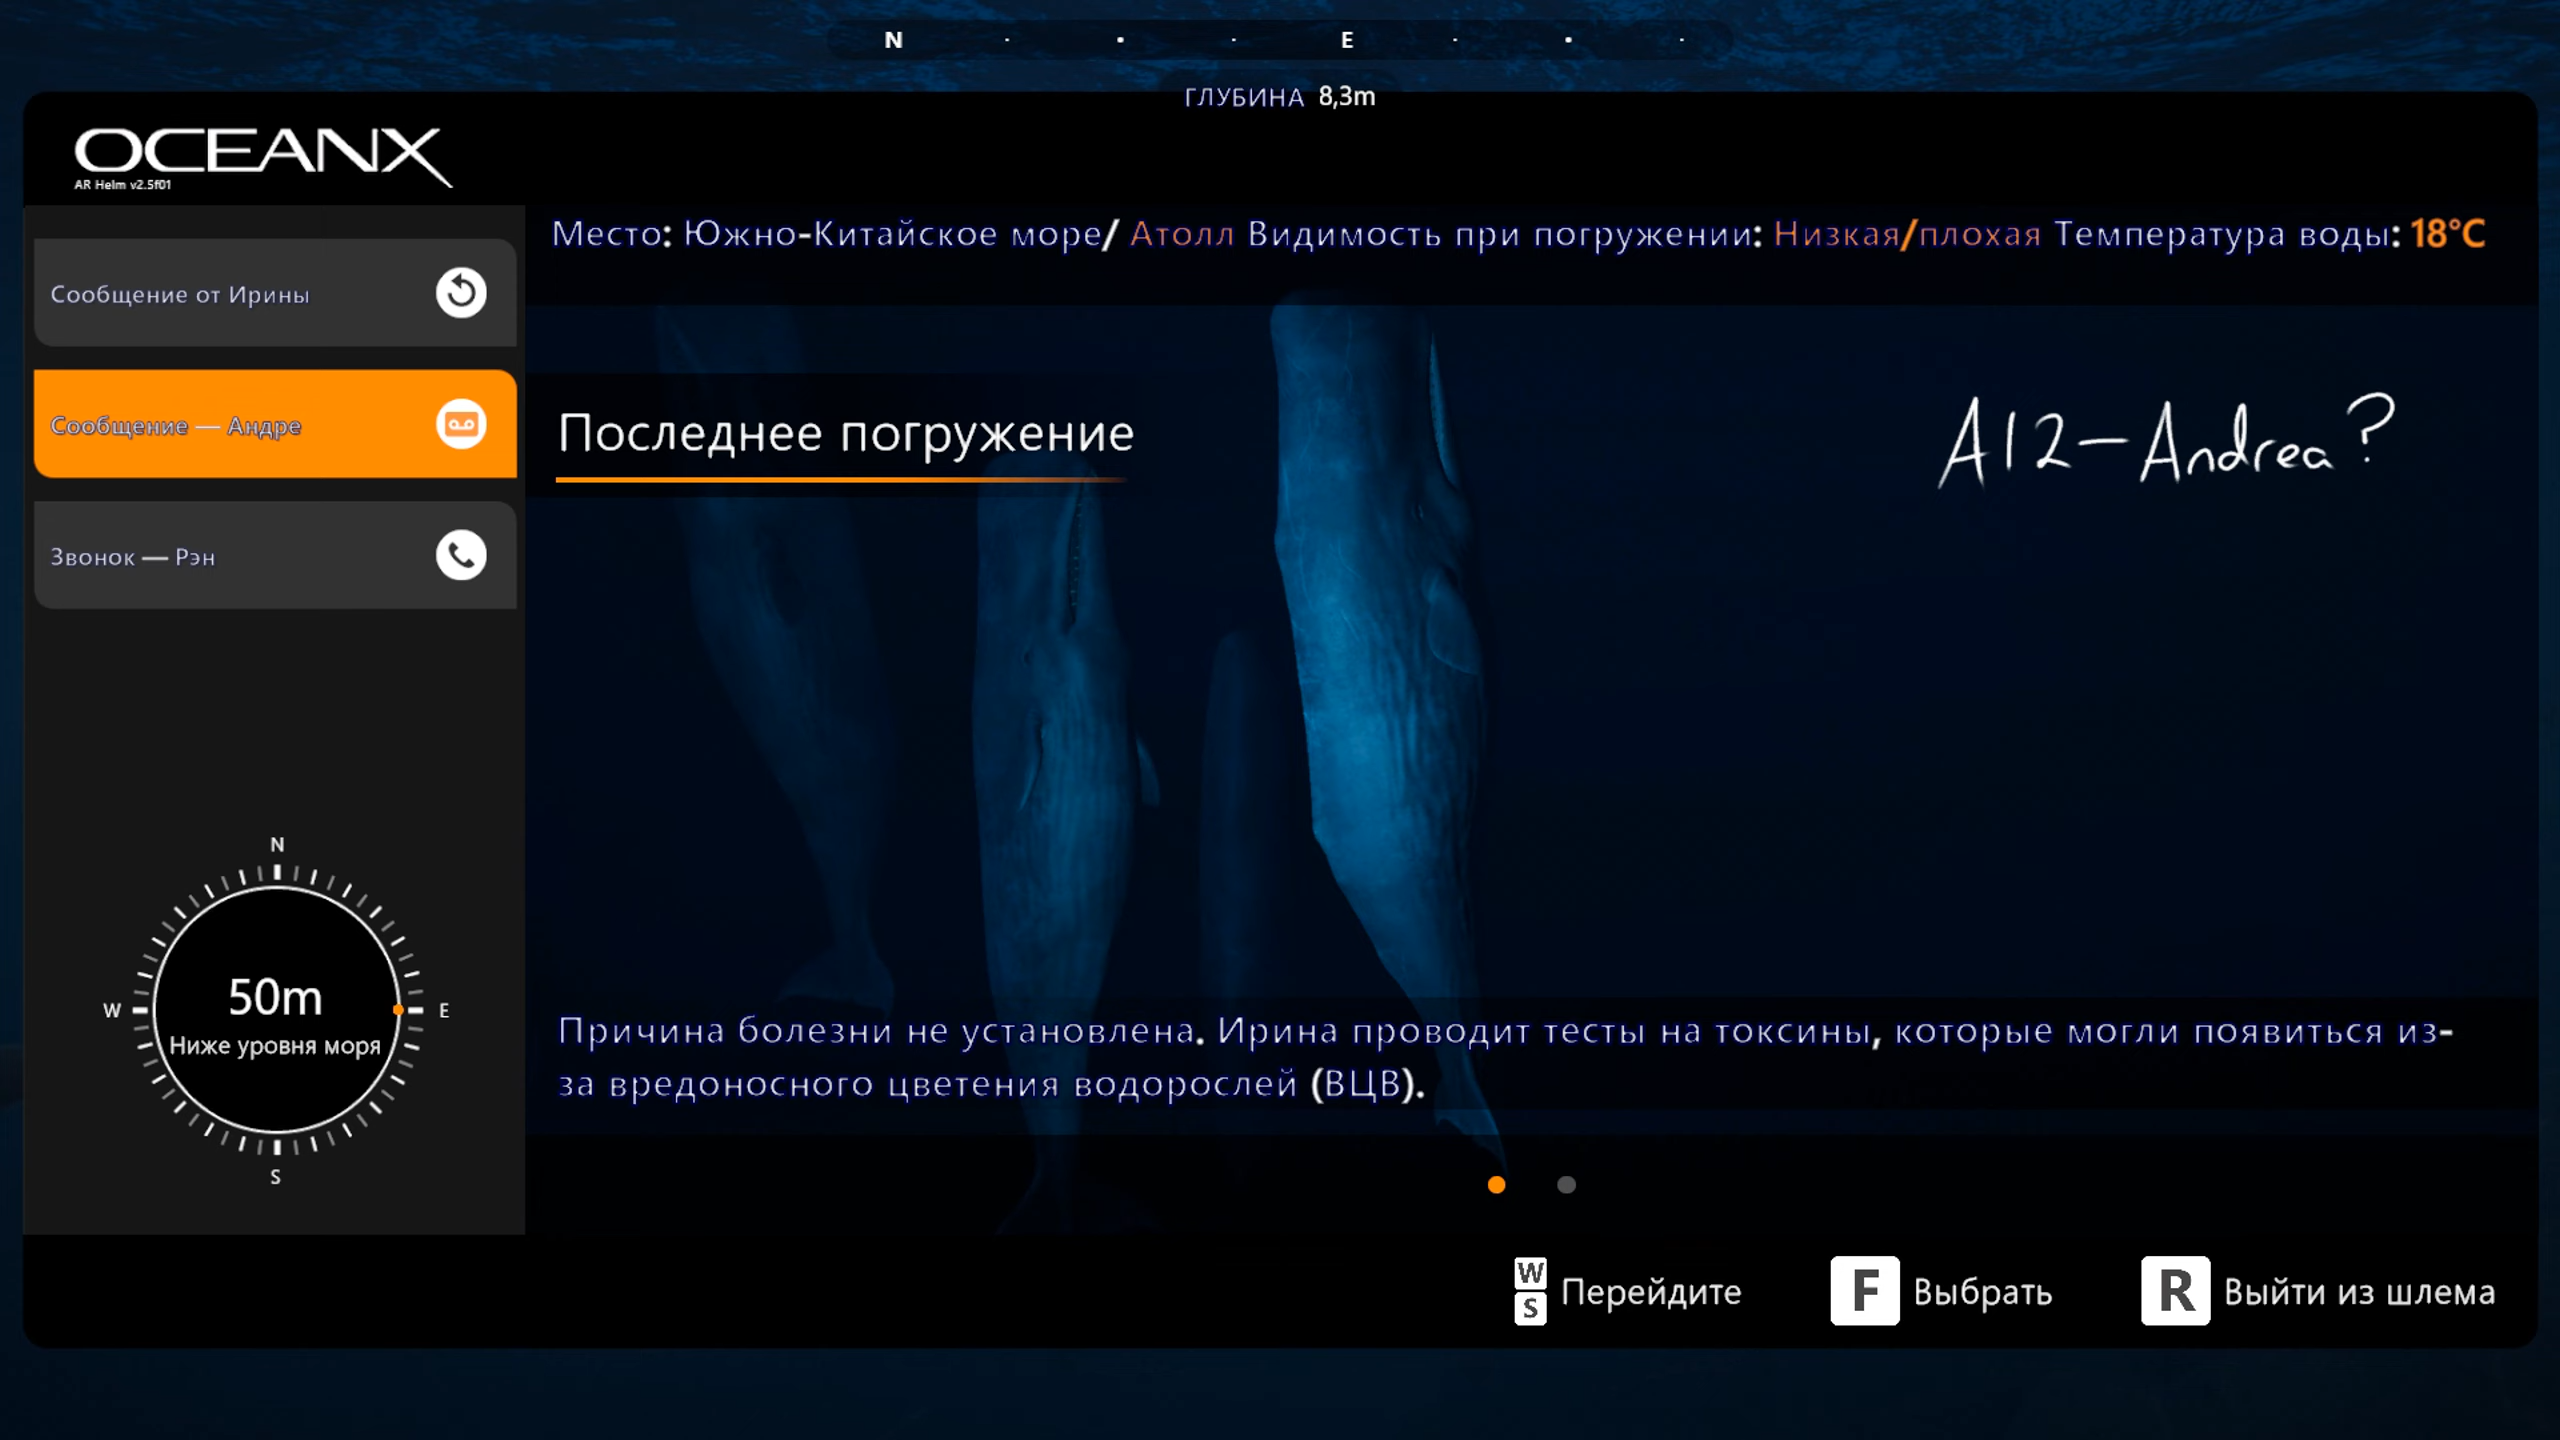 N E
ГЛУБИНА 8,3m
OCEANX
AR Helm v2.5f01
Место: Южно-Китайское море/ Атолл Видимость при погружении: Низкая/плохая Температура воды: 18°C
Сообщение от Ирины
Сообщение — Андре
Звонок — Рэн
Последнее погружение
A12-Andrea?
N
W E
50m
Ниже уровня моря
S
Причина болезни не установлена. Ирина проводит тесты на токсины, которые могли появиться из-
за вредоносного цветения водорослей (ВЦВ).
W
S
Перейдите
F Выбрать
R Выйти из шлема